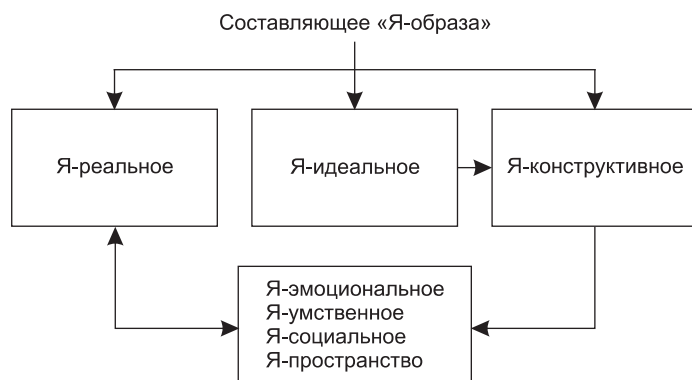 Составляющее «Я-образа»
Я-реальное
Я-идеальное
Я-конструктивное
Я-эмоциональное
Я-умственное
Я-социальное
Я-пространство